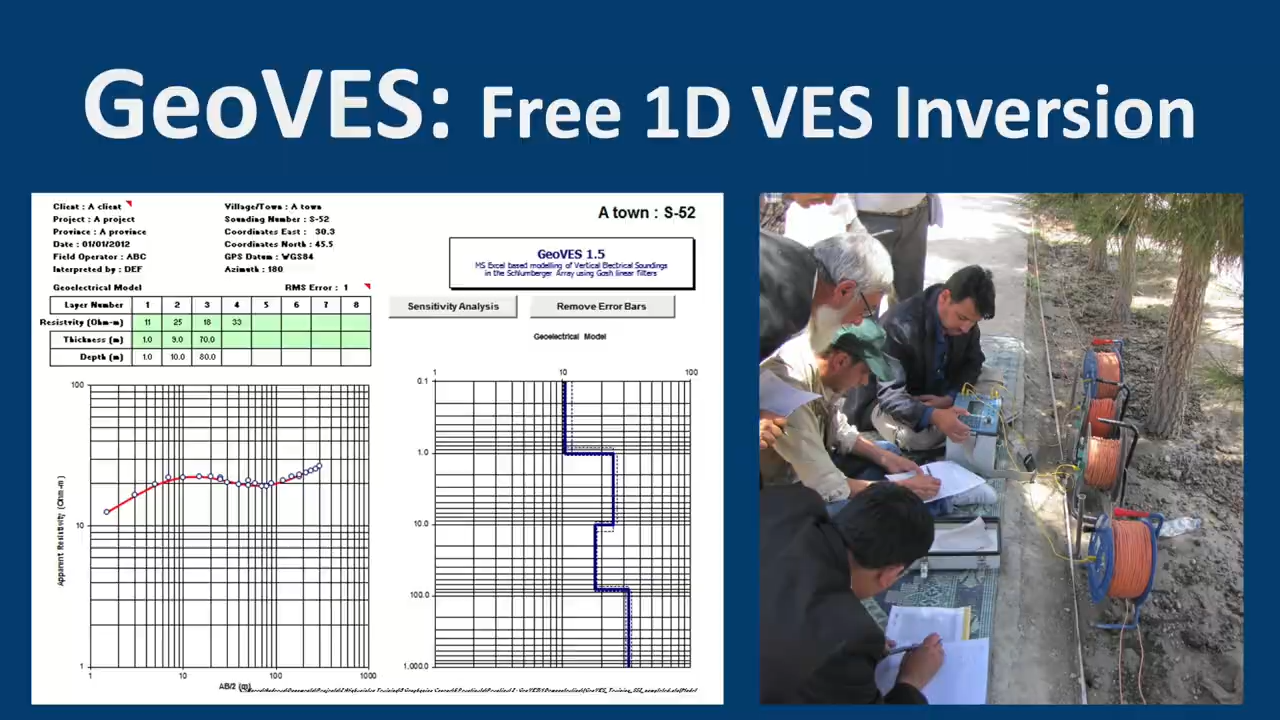 GeoVES: Free 1D VES Inversion
Client : A client
Project : A project
Province : A province
Date : 01/01/2012
Field Operator : ABC
Interpreted by : DEF
Village/Town : A town
Sounding Number : S-52
Coordinates East : 30.3
Coordinates North : 45.5
GPS Datum : WGS84
Azimuth : 180
A town : S-52
GeoVES 1.5
MS Excel based modelling of Vertical Electrical Soundings
in the Schlumberger Array using Gosh linear filters
Geoelectrical Model RMS Error : 1
Layer Number 1 2 3 4 5 6 7 8
Resistivity (Ohm-m) 11 25 18 33
Thickness (m) 1.0 9.0 70.0
Depth (m) 1.0 10.0 80.0
Sensitivity Analysis
Remove Error Bars
Geoelectrical Model
100
10
1
Apparent Resistivity (Ohm-m )
1 10 100 1000
AB/2 (m)
1 10 100
0.1
1.0
10.0
100.0
1,000.0